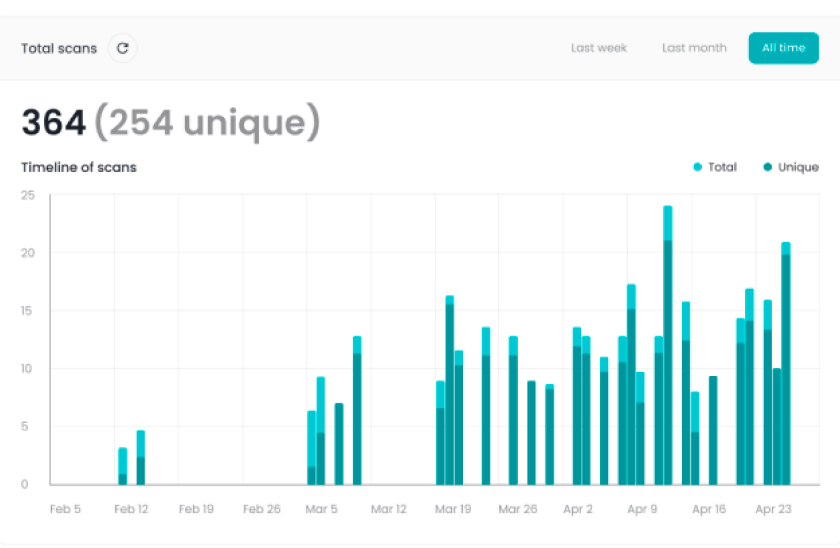 Total scans
Last week Last month All time
364 (254 unique)
Timeline of scans
Total Unique
25
20
15
10
5
0
Feb 5 Feb 12 Feb 19 Feb 26 Mar 5 Mar 12 Mar 19 Mar 26 Apr 2 Apr 9 Apr 16 Apr 23